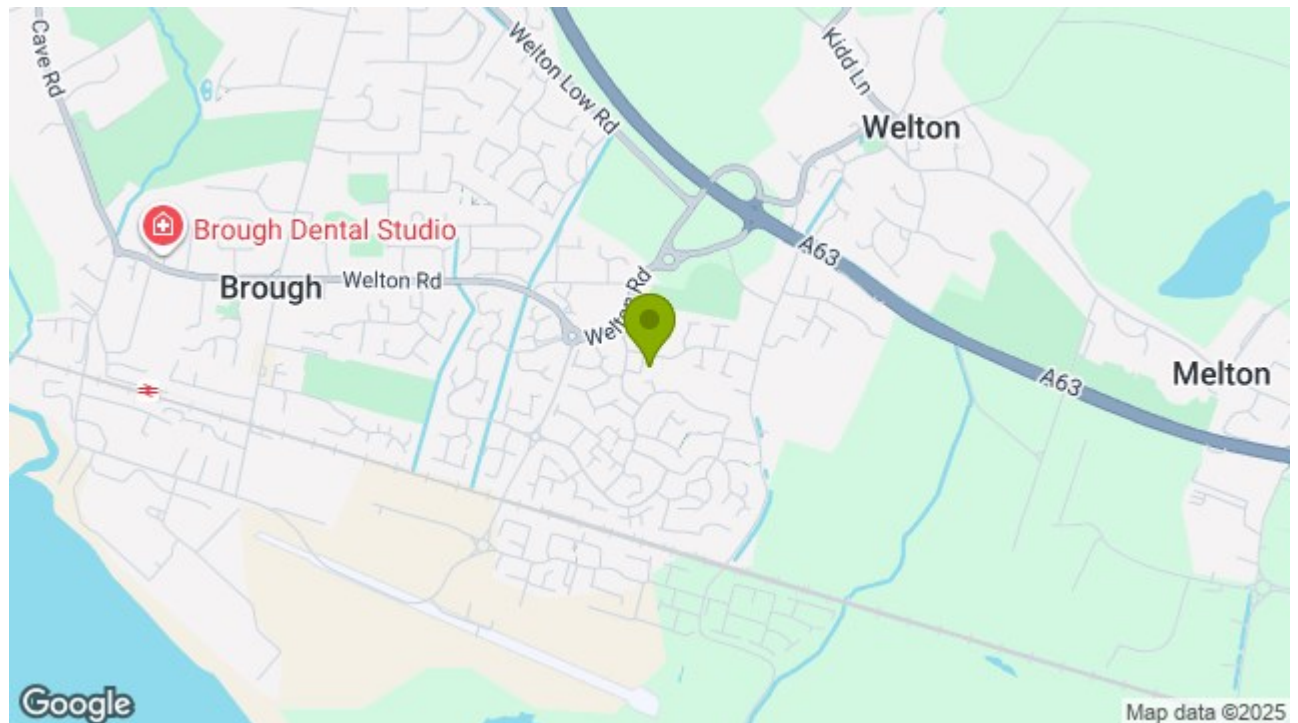 Cave Rd
Welton Low Rd
Kidd Ln
Welton
Brough Dental Studio
A63
Brough
Welton Rd
Welton Rd
A63
Melton
Google
Map data ©2025